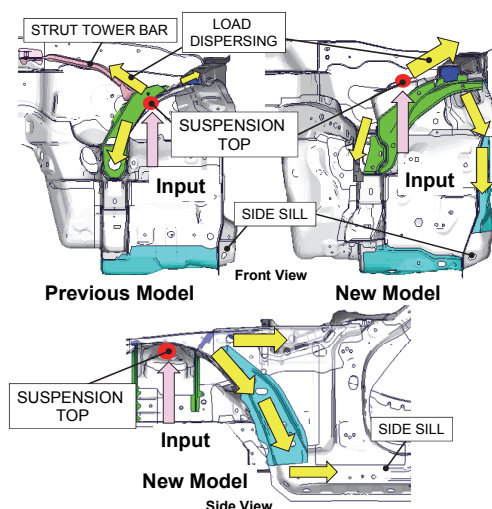 STRUT TOWER BAR
LOAD
DISPERSING
SUSPENSION
TOP
Input
Input
SIDE SILL
Front View
Previous Model
New Model
SUSPENSION
TOP
Input
SIDE SILL
New Model
Side View